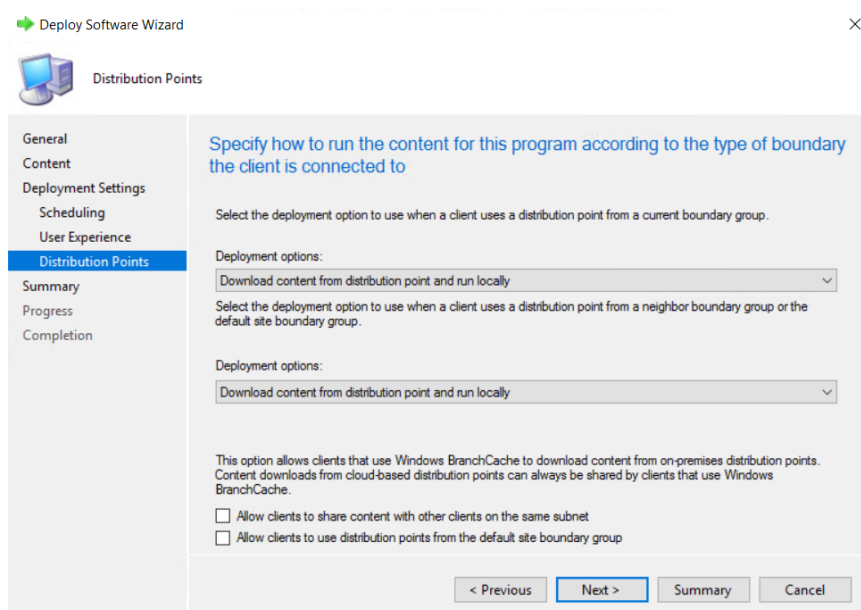 Deploy Software Wizard
Distribution Points
General
Content
Deployment Settings
Scheduling
User Experience
Distribution Points
Summary
Progress
Completion
Specify how to run the content for this program according to the type of boundary
the client is connected to
Select the deployment option to use when a client uses a distribution point from a current boundary group.
Deployment options:
Download content from distribution point and run locally
Select the deployment option to use when a client uses a distribution point from a neighbor boundary group or the
default site boundary group.
Deployment options:
Download content from distribution point and run locally
This option allows clients that use Windows BranchCache to download content from on-premises distribution points.
Content downloads from cloud-based distribution points can always be shared by clients that use Windows
BranchCache.
Allow clients to share content with other clients on the same subnet
Allow clients to use distribution points from the default site boundary group
< Previous
Next >
Summary
Cancel